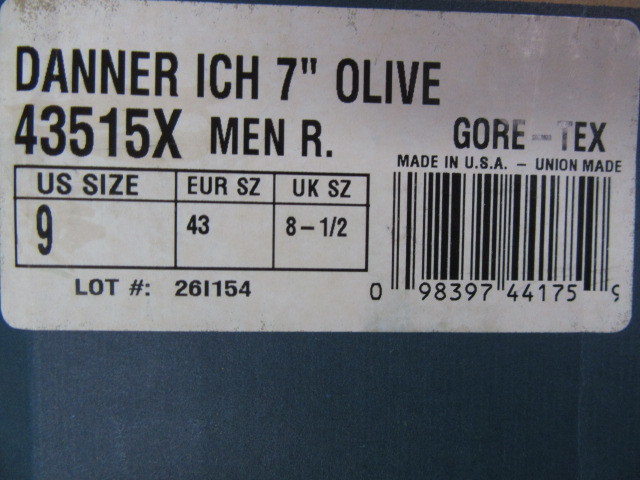 DANNER ICH 7" OLIVE
43515X MEN R. GORE-TEX
MADE IN U.S.A. - UNION MADE
US SIZE EUR SZ UK SZ
9 43 8-1/2
LOT #: 26I154
0 98397 44175 9